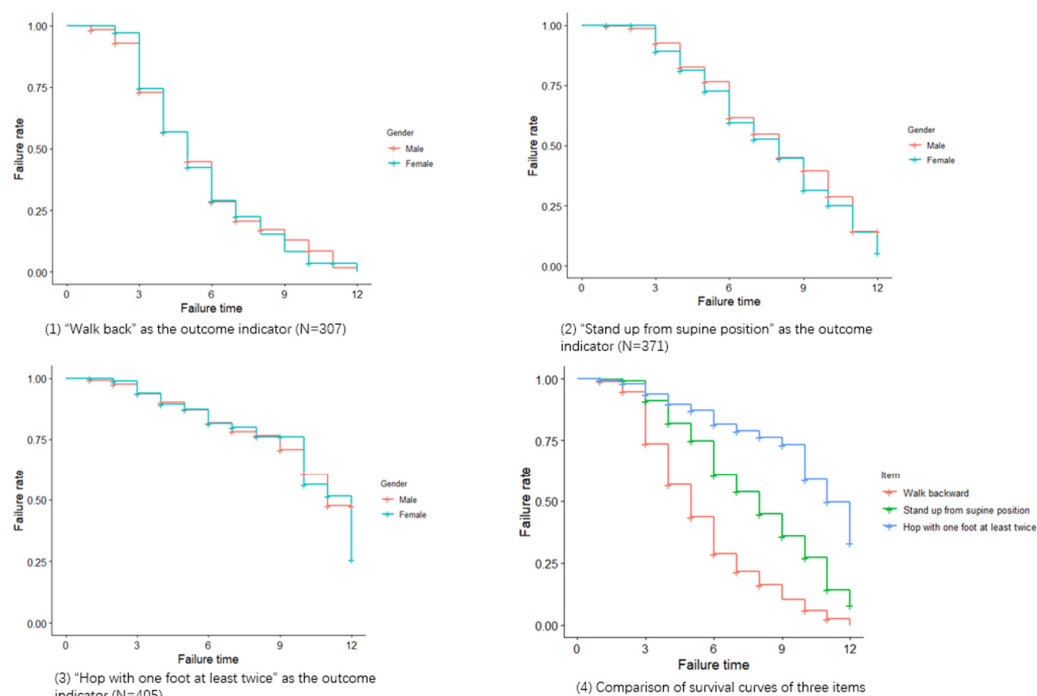 1.00
0.75
0.50
0.25
0.00
Failure rate
0 3 6 9 12
Failure time
Gender
Male
Female
(1) “Walk back” as the outcome indicator (N=307)
1.00
0.75
0.50
0.25
0.00
Failure rate
0 3 6 9 12
Failure time
Gender
Male
Female
(2) “Stand up from supine position” as the outcome
indicator (N=371)
1.00
0.75
0.50
0.25
0.00
Failure rate
0 3 6 9 12
Failure time
Gender
Male
Female
(3) “Hop with one foot at least twice” as the outcome
indicator (N=405)
1.00
0.75
0.50
0.25
0.00
Failure rate
0 3 6 9 12
Failure time
Item
Walk backward
Stand up from supine position
Hop with one foot at least twice
(4) Comparison of survival curves of three items